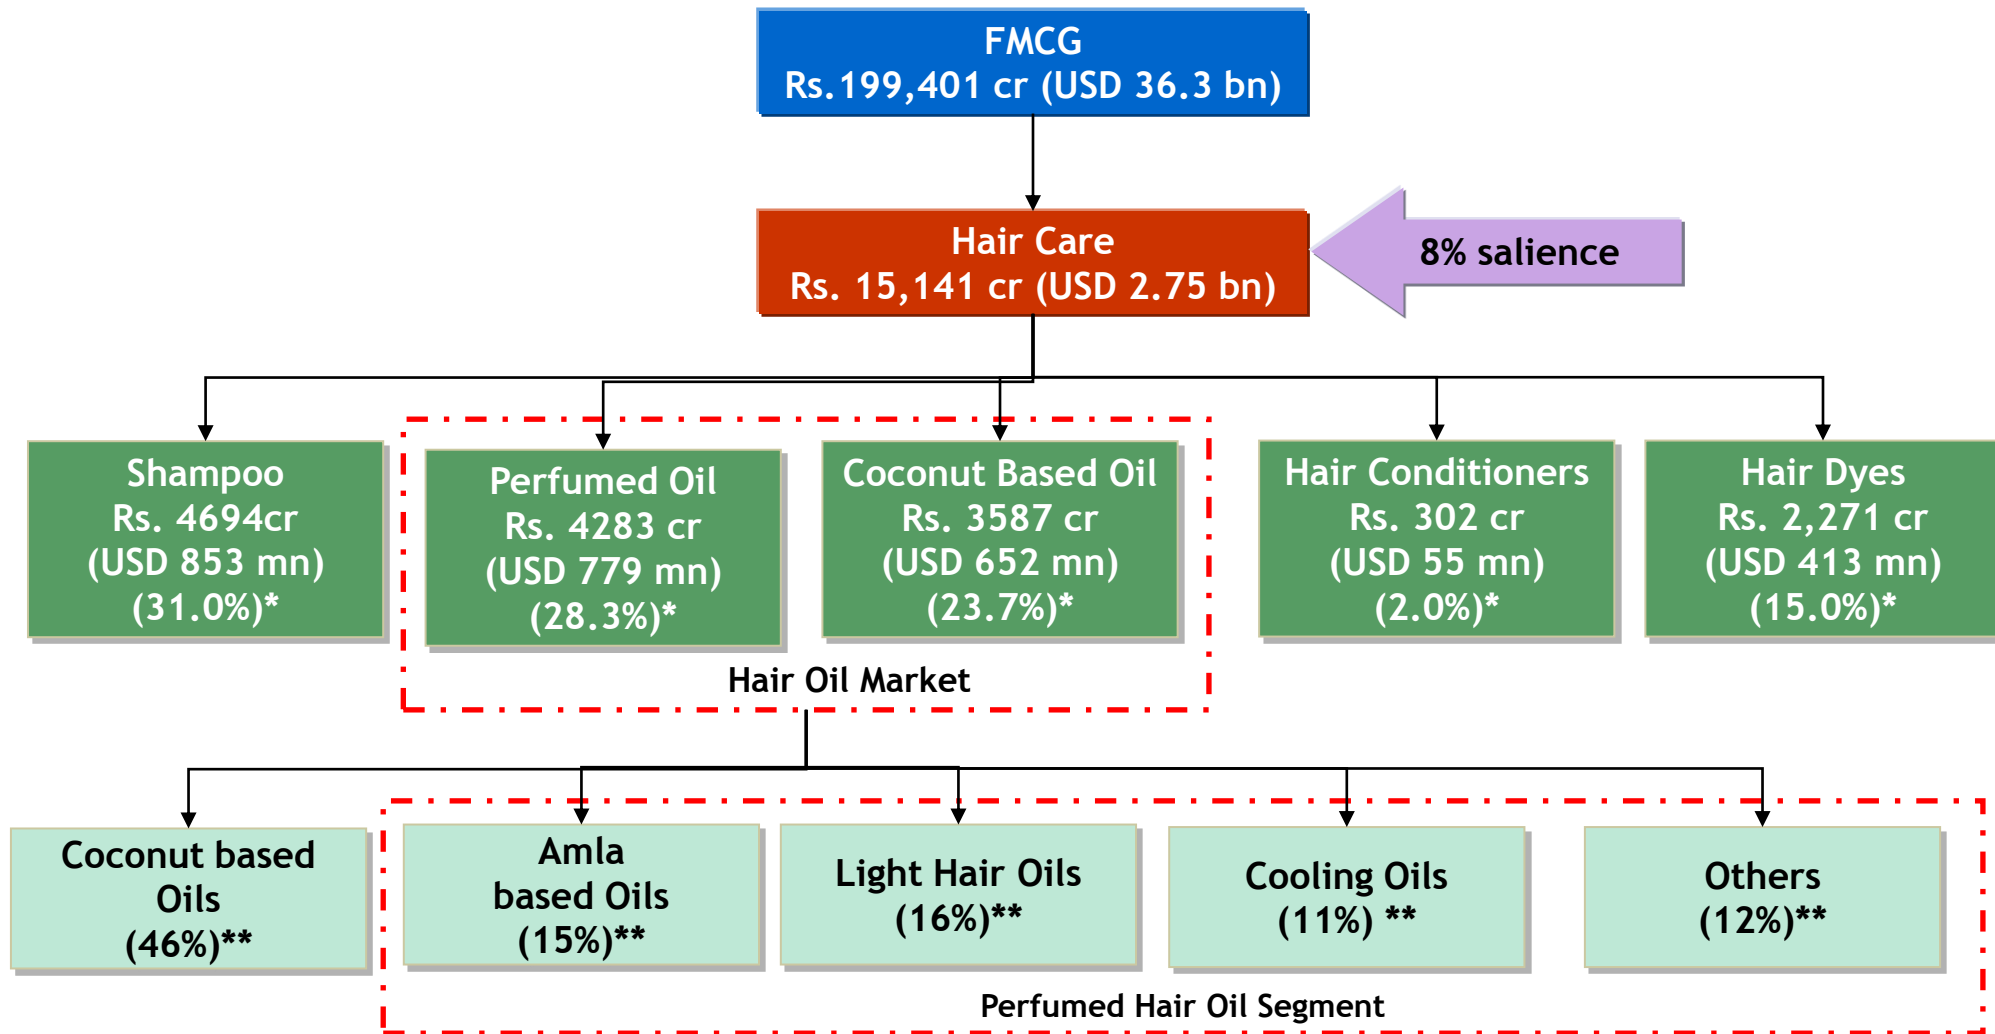 FMCG
Rs.199,401 cr (USD 36.3 bn)
Hair Care
Rs. 15,141 cr (USD 2.75 bn)
8% salience
Shampoo
Rs. 4694cr
(USD 853 mn)
(31.0%)*
Perfumed Oil
Rs. 4283 cr
(USD 779 mn)
(28.3%)*
Coconut Based Oil
Rs. 3587 cr
(USD 652 mn)
(23.7%)*
Hair Conditioners
Rs. 302 cr
(USD 55 mn)
(2.0%)*
Hair Dyes
Rs. 2,271 cr
(USD 413 mn)
(15.0%)*
Hair Oil Market
Coconut based
Oils
(46%)**
Amla
based Oils
(15%)**
Light Hair Oils
(16%)**
Cooling Oils
(11%) **
Others
(12%)**
Perfumed Hair Oil Segment